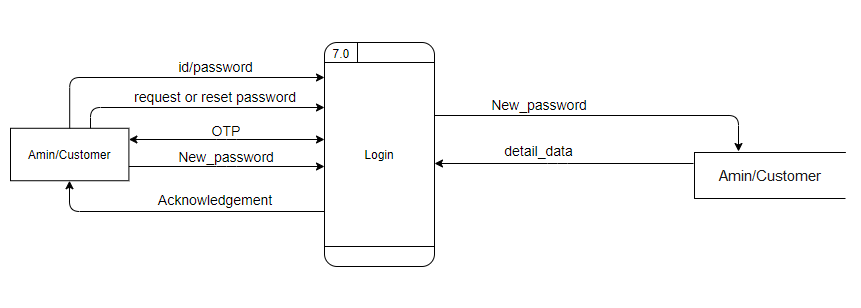 7.0
id/password
request or reset password
OTP
New_password
Acknowledgement
Amin/Customer
Login
New_password
detail_data
Amin/Customer